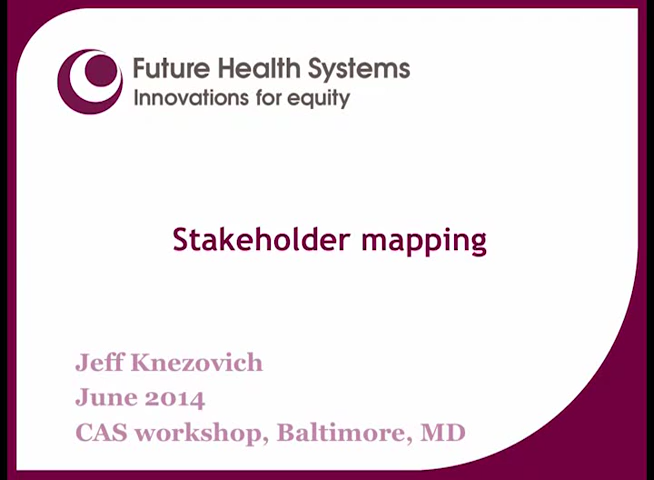 Future Health Systems
Innovations for equity
Stakeholder mapping
Jeff Knezovich
June 2014
CAS workshop, Baltimore, MD